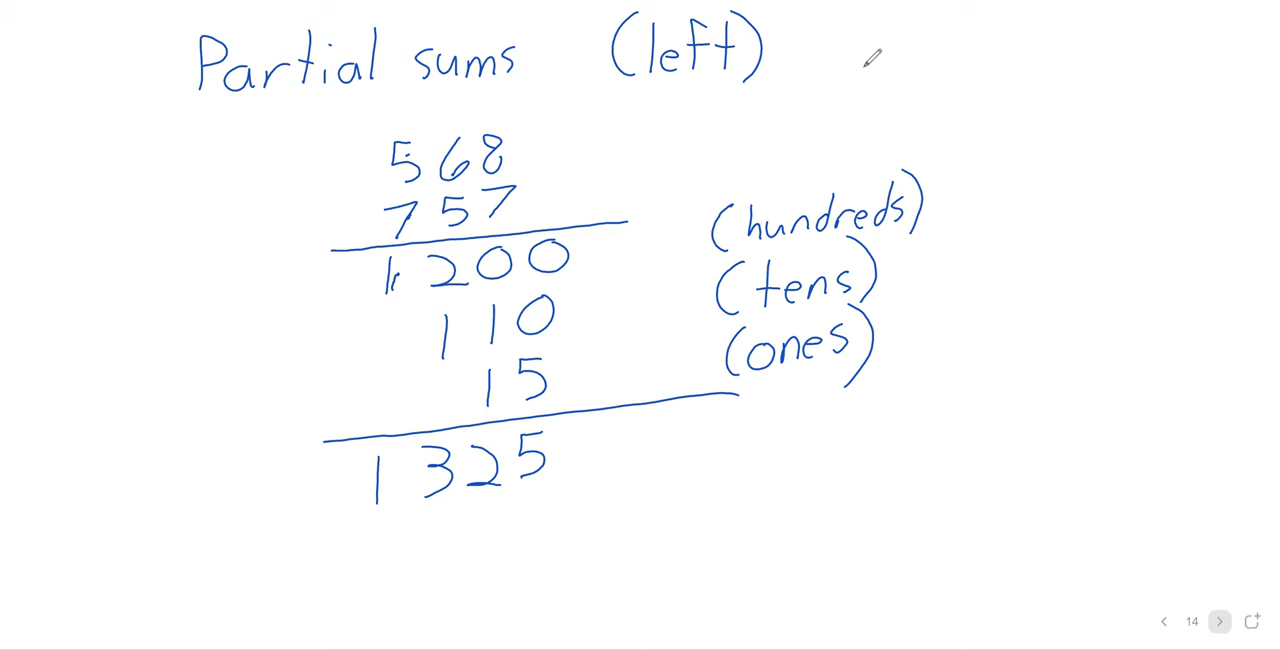 Partial sums (left)
568
757
1200 (hundreds)
110 (tens)
15 (ones)
1325
14